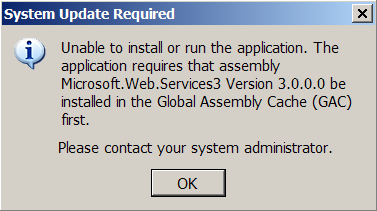 System Update Required
Unable to install or run the application. The
application requires that assembly
Microsoft.Web.Services3 Version 3.0.0.0 be
installed in the Global Assembly Cache (GAC)
first.
Please contact your system administrator.
OK